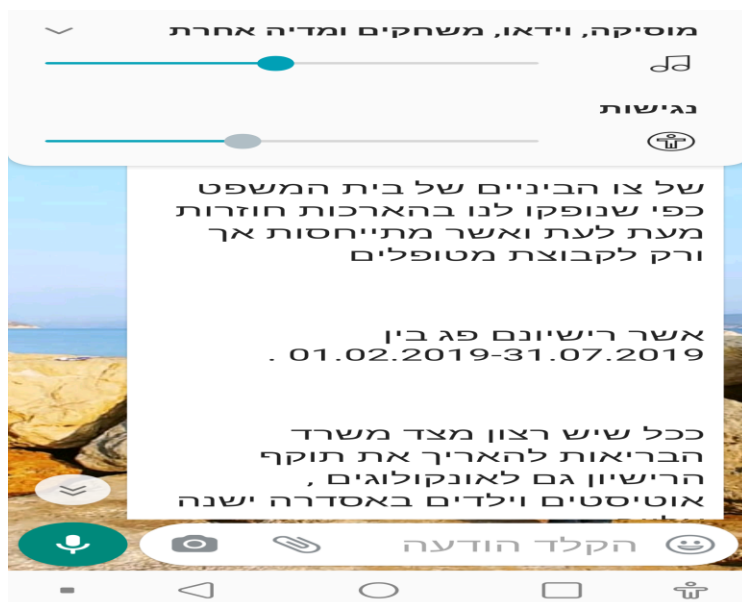 מוסיקה, וידאו, משחקים ומדיה אחרת
נגישות
של צו הביניים של בית המשפט
כפי שנופקו לנו בהארכות חוזרות
מעת לעת ואשר מתייחסות אך
ורק לקבוצת מטופלים
אשר רישיונם פג בין
01.02.2019-31.07.2019 .
ככל שיש רצון מצד משרד
הבריאות להאריך את תוקף
הרישיון גם לאונקולוגים ,
אוטיסטים וילדים באסדרה ישנה
הקלד הודעה